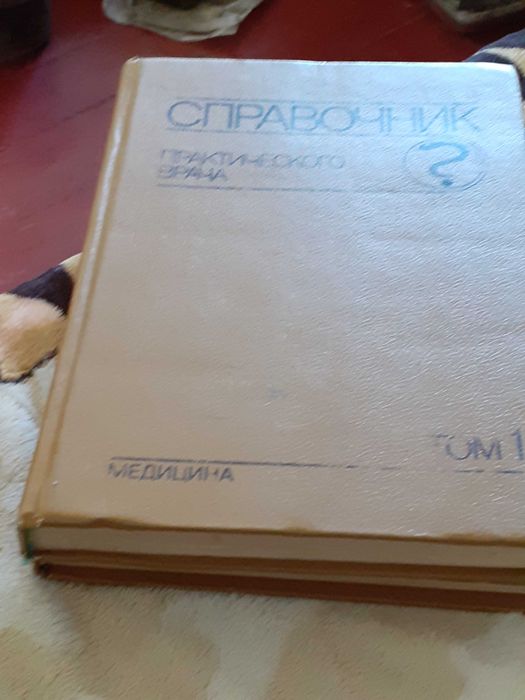 СПРАВОЧНИК
ПРАКТИЧЕСКОГО
ВРАЧА
ТОМ 1
МЕДИЦИНА